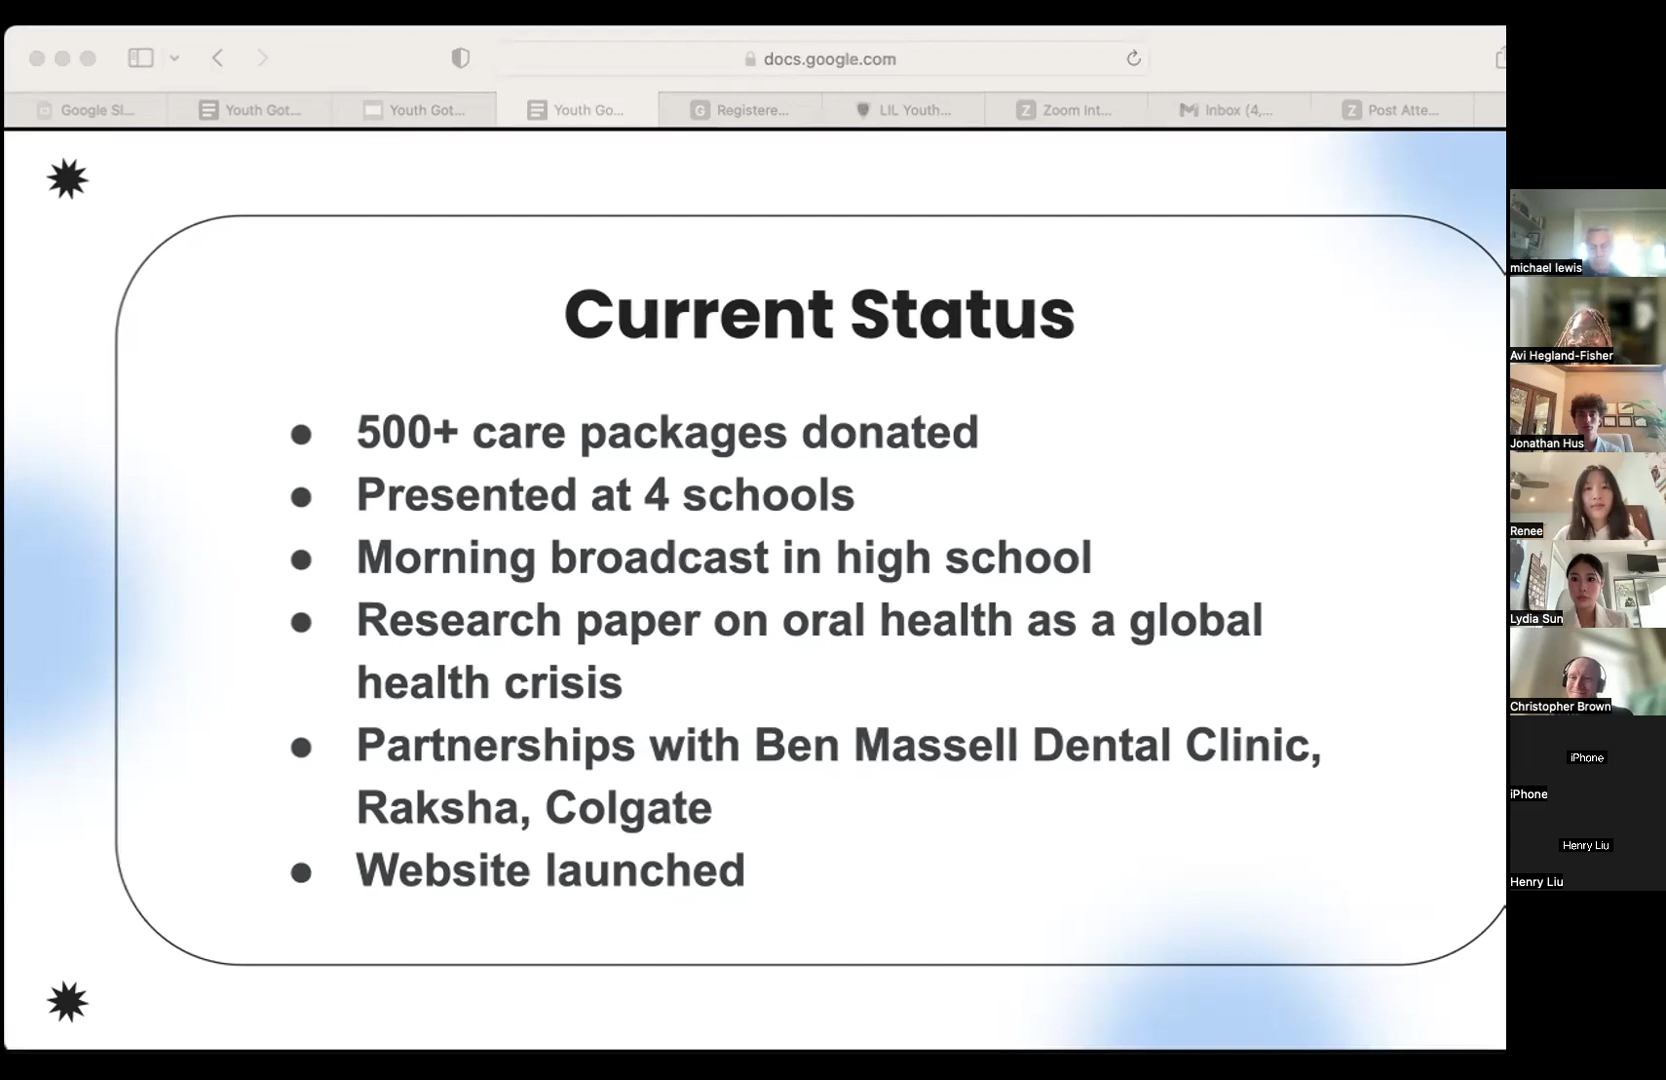 docs.google.com
Google Sl...
Youth Got...
Youth Got...
Youth Go...
Registere...
LIL Youth...
Zoom Int...
Inbox (4,...
Post Atte...
Current Status
500+ care packages donated
Presented at 4 schools
Morning broadcast in high school
Research paper on oral health as a global
health crisis
Partnerships with Ben Massell Dental Clinic,
Raksha, Colgate
Website launched
michael lewis
Avi Hegland-Fisher
Jonathan Hus
Renee
Lydia Sun
Christopher Brown
iPhone
iPhone
Henry Liu
Henry Liu